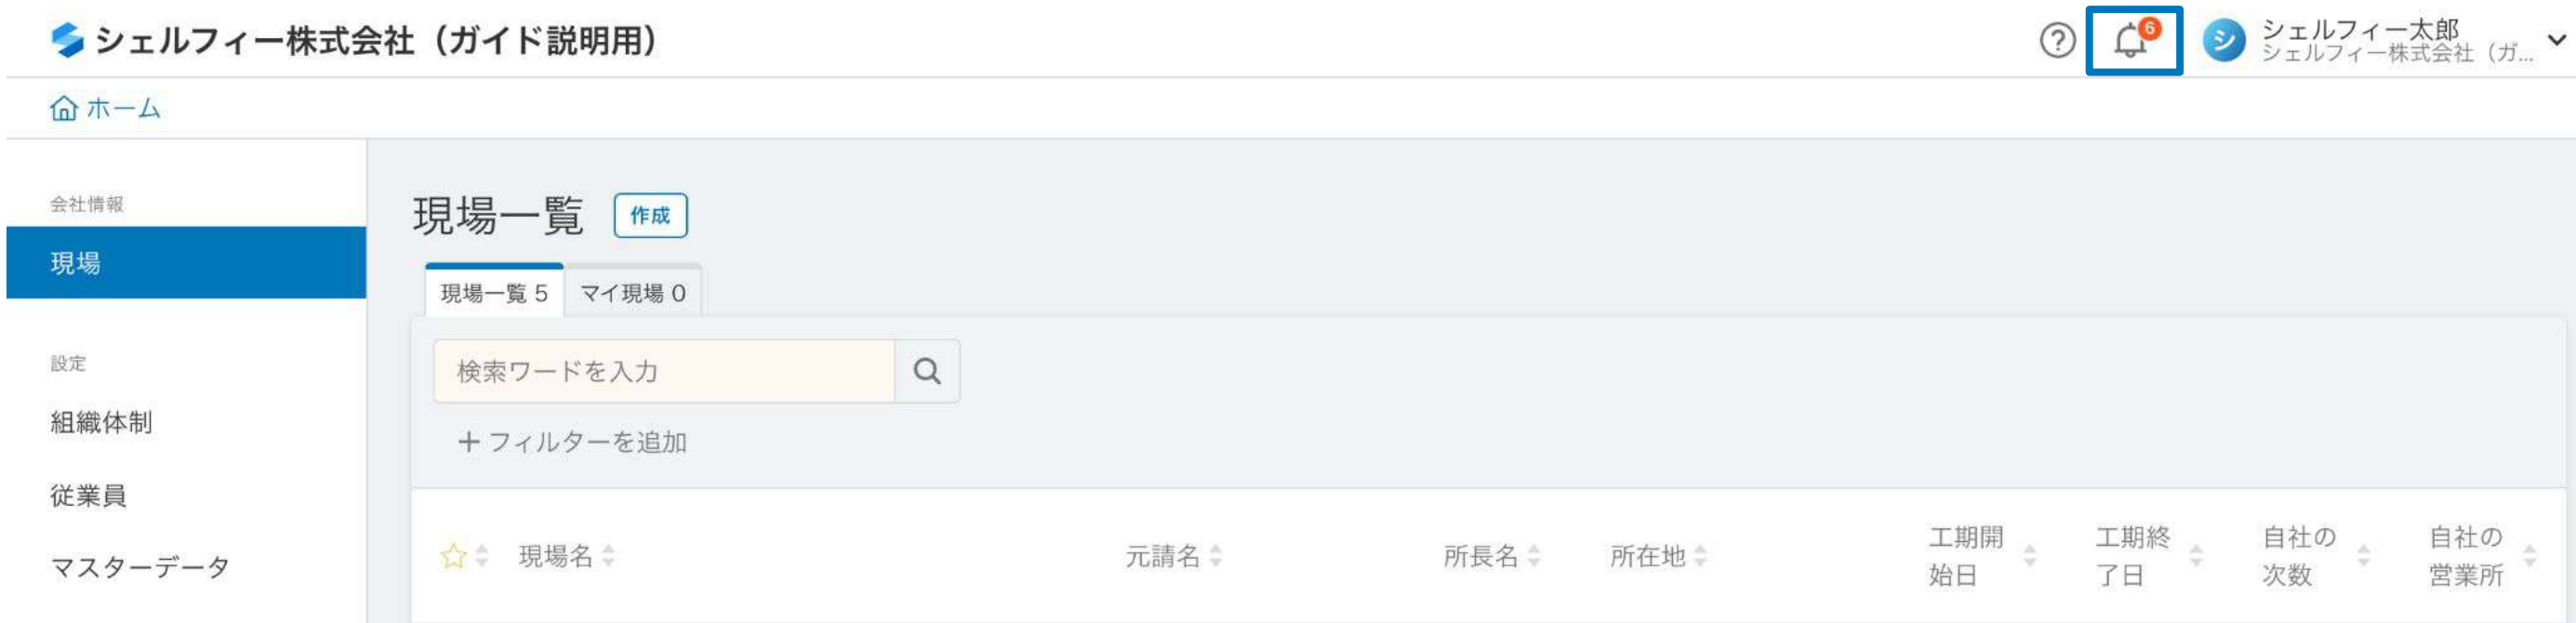 シェルフィー株式会社（ガイド説明用）
6
シ
シェルフィー太郎
シェルフィー株式会社（ガ...
ホーム
会社情報
現場
設定
組織体制
従業員
マスターデータ
現場一覧 作成
現場一覧 5 マイ現場 0
検索ワードを入力
＋フィルターを追加
現場名 元請名 所長名 所在地
工期開
始日
工期終
了日
自社の
次数
自社の
営業所